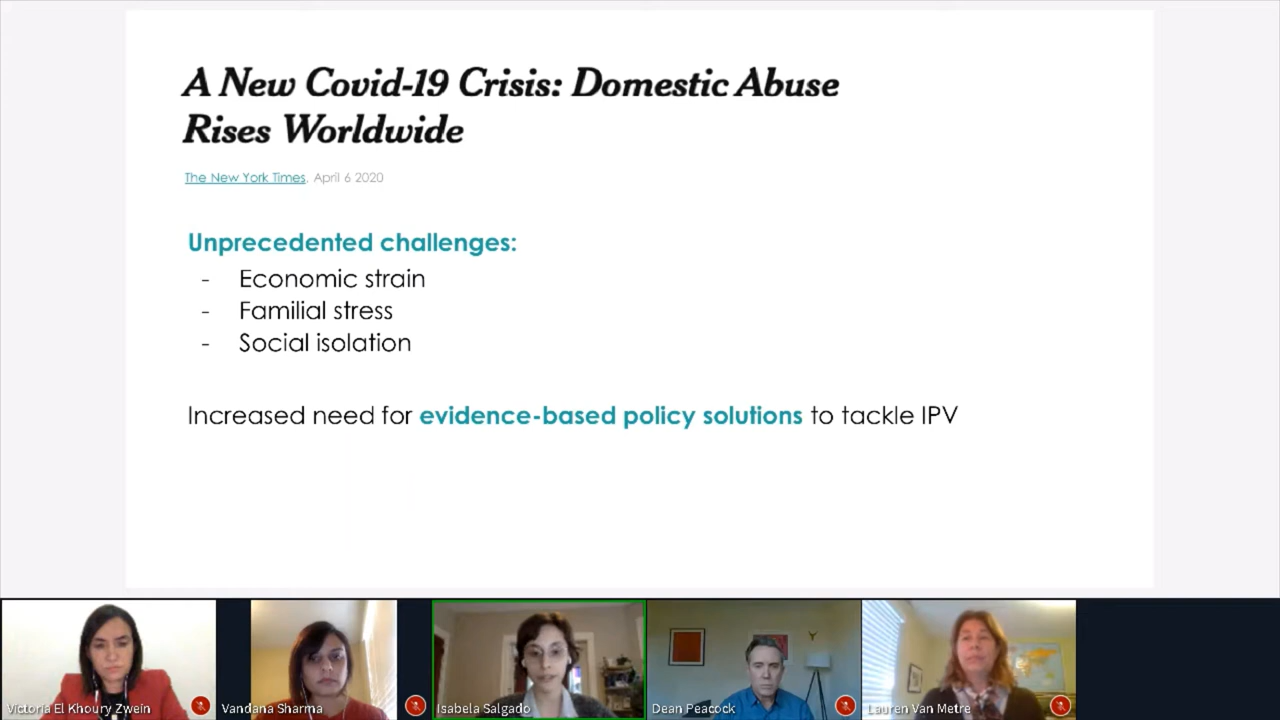 A New Covid-19 Crisis: Domestic Abuse
Rises Worldwide
The New York Times, April 6 2020
Unprecedented challenges:
- Economic strain
- Familial stress
- Social isolation
Increased need for evidence-based policy solutions to tackle IPV
Victoria El Khoury Zwein
Vandana Sharma
Isabela Salgado
Dean Peacock
Lauren Van Metre